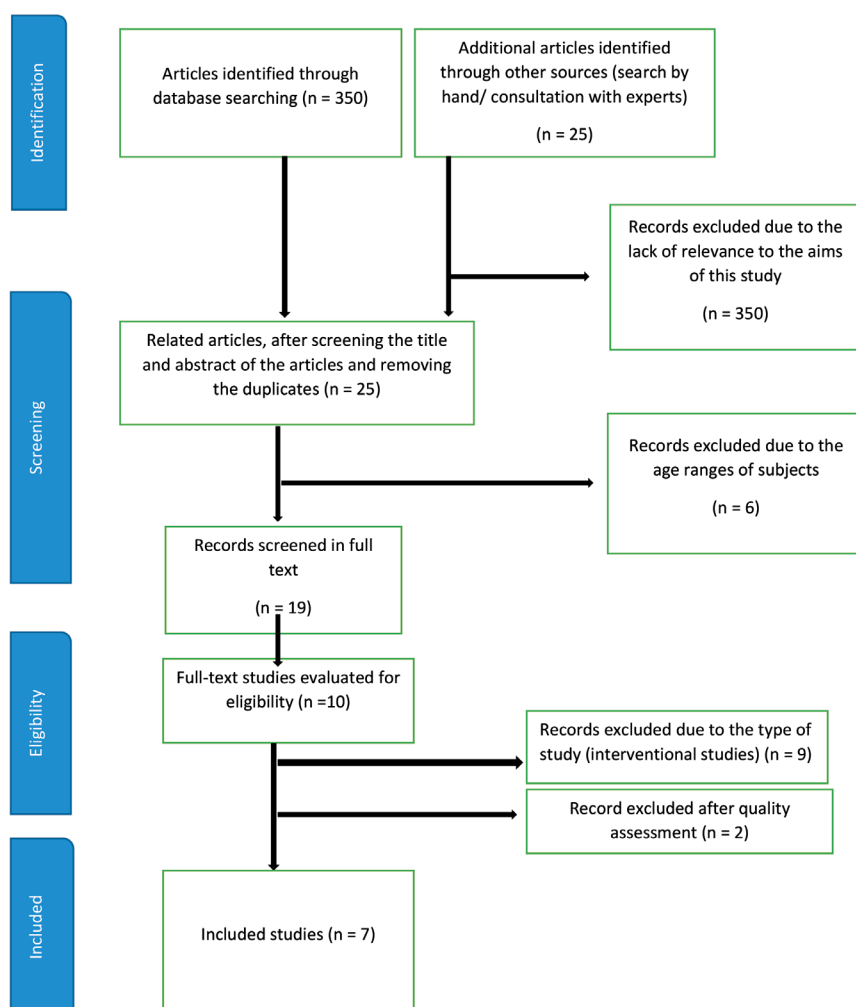 Identification
Articles identified through
database searching (n = 350)
Additional articles identified
through other sources (search by
hand/ consultation with experts)
(n = 25)
Records excluded due to the
lack of relevance to the aims
of this study
(n = 350)
Screening
Related articles, after screening the title
and abstract of the articles and removing
the duplicates (n = 25)
Records excluded due to the
age ranges of subjects
(n = 6)
Records screened in full
text
(n = 19)
Eligibility
Full-text studies evaluated for
eligibility (n =10)
Records excluded due to the type of
study (interventional studies) (n = 9)
Record excluded after quality
assessment (n = 2)
Included
Included studies (n = 7)